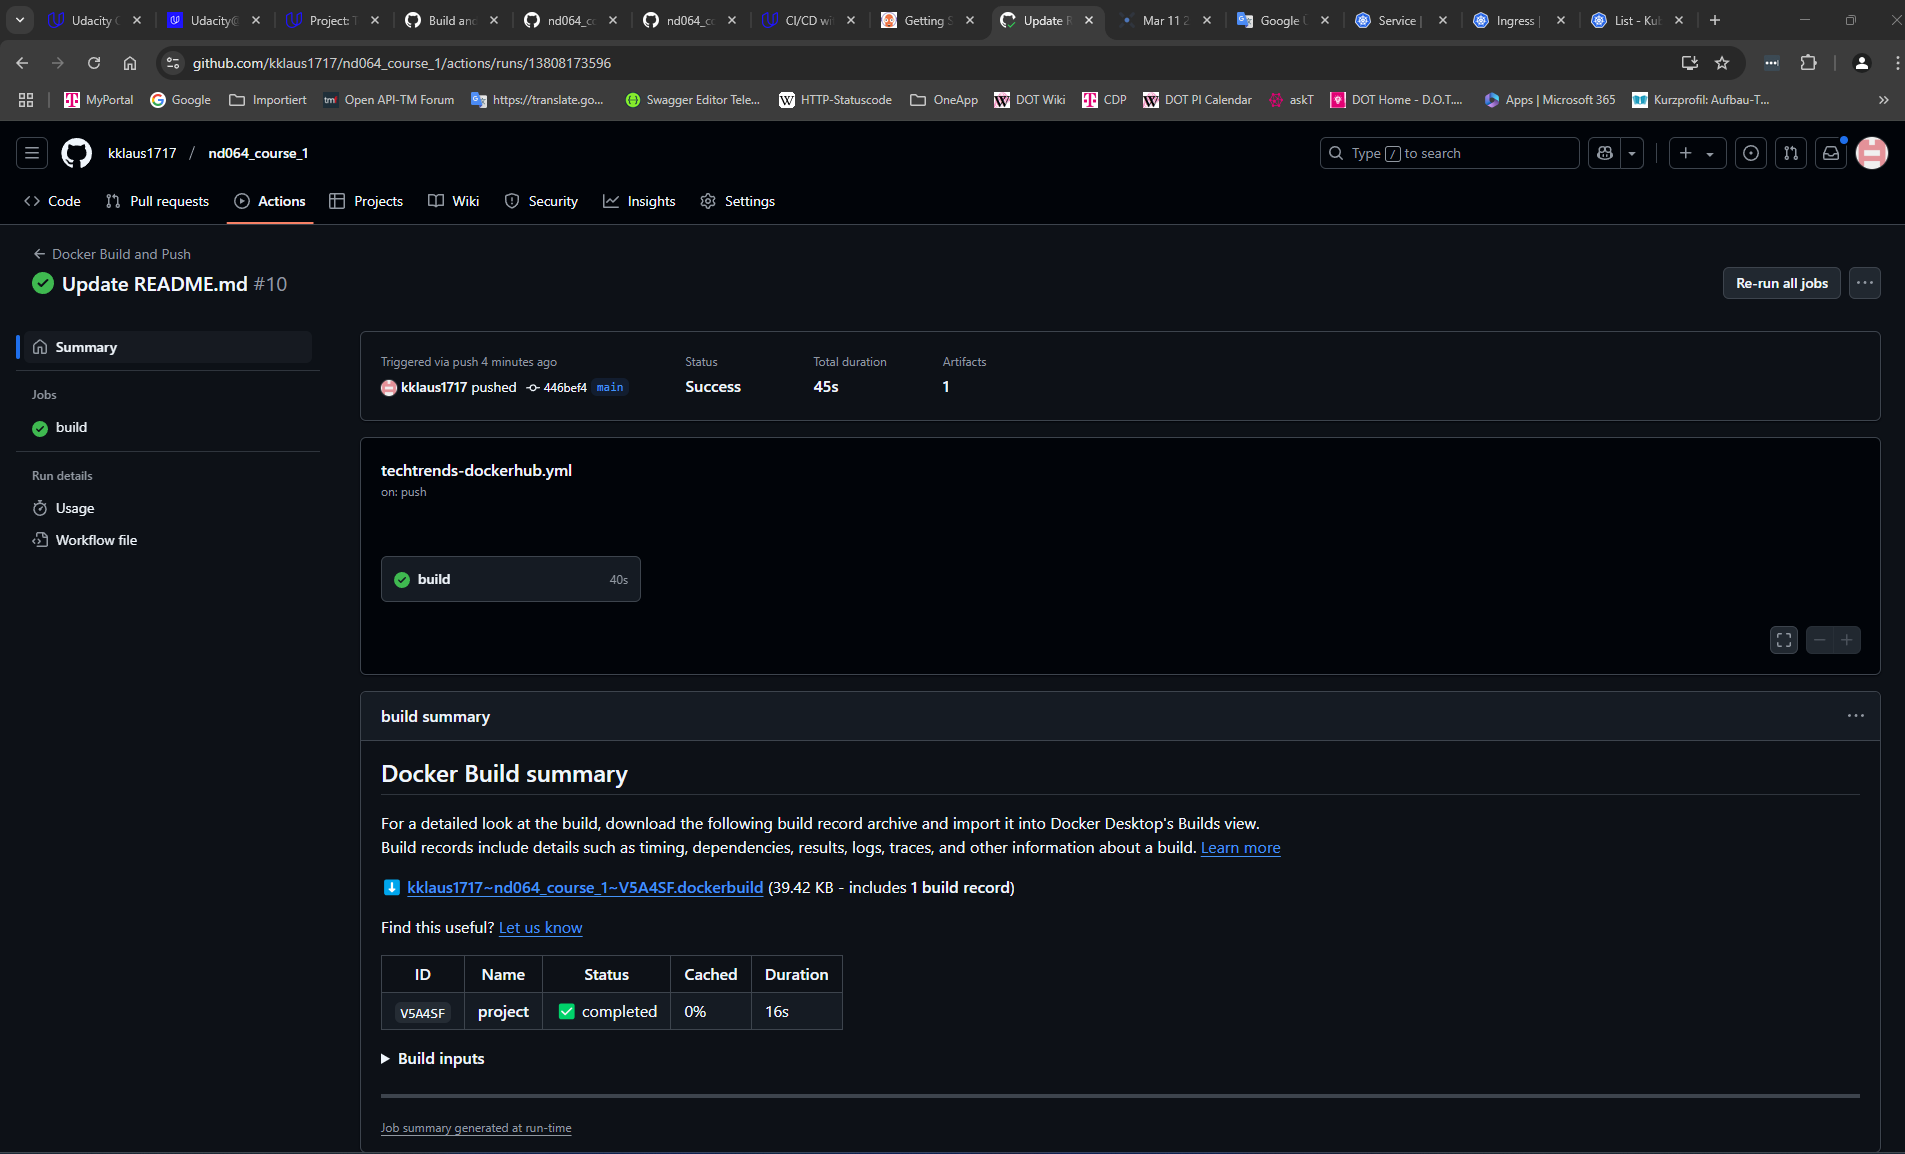 Udacity
Udacity
Project: T
Build and
nd064_c
nd064_c
CI/CD wi
Getting S
Update R
Mar 11 2
Google
Service |
Ingress |
List - Ku
github.com/kklaus1717/nd064_course_1/actions/runs/13808173596
MyPortal
Google
Importiert
Open API-TM Forum
https://translate.go...
Swagger Editor Tele...
HTTP-Statuscode
OneApp
DOT Wiki
CDP
DOT PI Calendar
askT
DOT Home - D.O.T....
Apps | Microsoft 365
Kurzprofil: Aufbau-T...
kklaus1717 / nd064_course_1
Type / to search
Code
Pull requests
Actions
Projects
Wiki
Security
Insights
Settings
Docker Build and Push
Update README.md #10
Re-run all jobs
Summary
Jobs
build
Run details
Usage
Workflow file
Triggered via push 4 minutes ago
kklaus1717 pushed 446bef4 main
Status
Success
Total duration
45s
Artifacts
1
techtrends-dockerhub.yml
on: push
build 40s
build summary
Docker Build summary
For a detailed look at the build, download the following build record archive and import it into Docker Desktop's Builds view.
Build records include details such as timing, dependencies, results, logs, traces, and other information about a build. Learn more
kklaus1717~nd064_course_1~V5A4SF.dockerbuild (39.42 KB - includes 1 build record)
Find this useful? Let us know
ID Name Status Cached Duration
V5A4SF project completed 0% 16s
Build inputs
Job summary generated at run-time